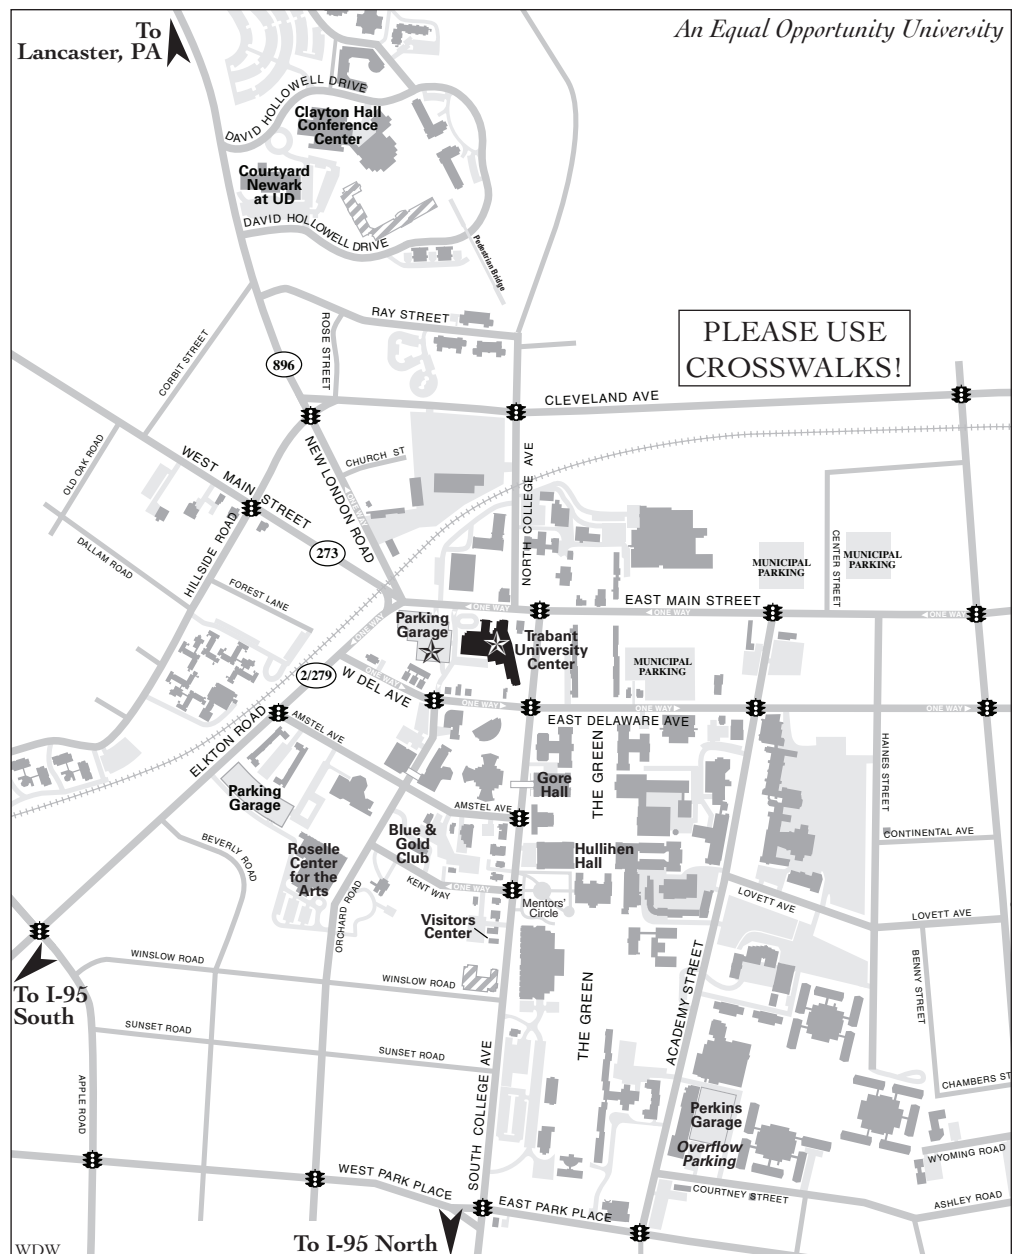 To
Lancaster, PA
An Equal Opportunity University
DAVID HOLLOWELL DRIVE
Clayton Hall
Conference
Center
Courtyard
Newark
at UD
DAVID HOLLOWELL DRIVE
Pedestrian Bridge
RAY STREET
ROSE STREET
CORBIT STREET
896
PLEASE USE
CROSSWALKS!
CLEVELAND AVE
OLD OAK ROAD
WEST MAIN STREET
NEW LONDON ROAD
CHURCH ST
ONE WAY
NORTH COLLEGE AVE
273
HILLSIDE ROAD
DALLAM ROAD
FOREST LANE
CENTER STREET
MUNICIPAL
PARKING
MUNICIPAL
PARKING
EAST MAIN STREET
ONE WAY
ONE WAY
ONE WAY
ONE WAY
Parking
Garage
Trabant
University
Center
MUNICIPAL
PARKING
2/279
ONE WAY
W DEL AVE
ONE WAY
ONE WAY
ONE WAY
EAST DELAWARE AVE
ELKTON ROAD
AMSTEL AVE
THE GREEN
HAINES STREET
Gore
Hall
Parking
Garage
AMSTEL AVE
Blue &
Gold
Club
CONTINENTAL AVE
BEVERLY ROAD
Roselle
Center
for the
Arts
Hullihen
Hall
KENT WAY
ONE WAY
ORCHARD ROAD
Mentors'
Circle
LOVETT AVE
LOVETT AVE
Visitors
Center
WINSLOW ROAD
WINSLOW ROAD
BENNY STREET
To I-95
South
THE GREEN
ACADEMY STREET
SUNSET ROAD
SUNSET ROAD
SOUTH COLLEGE AVE
APPLE ROAD
CHAMBERS ST
Perkins
Garage
Overflow
Parking
WYOMING ROAD
WEST PARK PLACE
EAST PARK PLACE
COURTNEY STREET
ASHLEY ROAD
To I-95 North
WDW